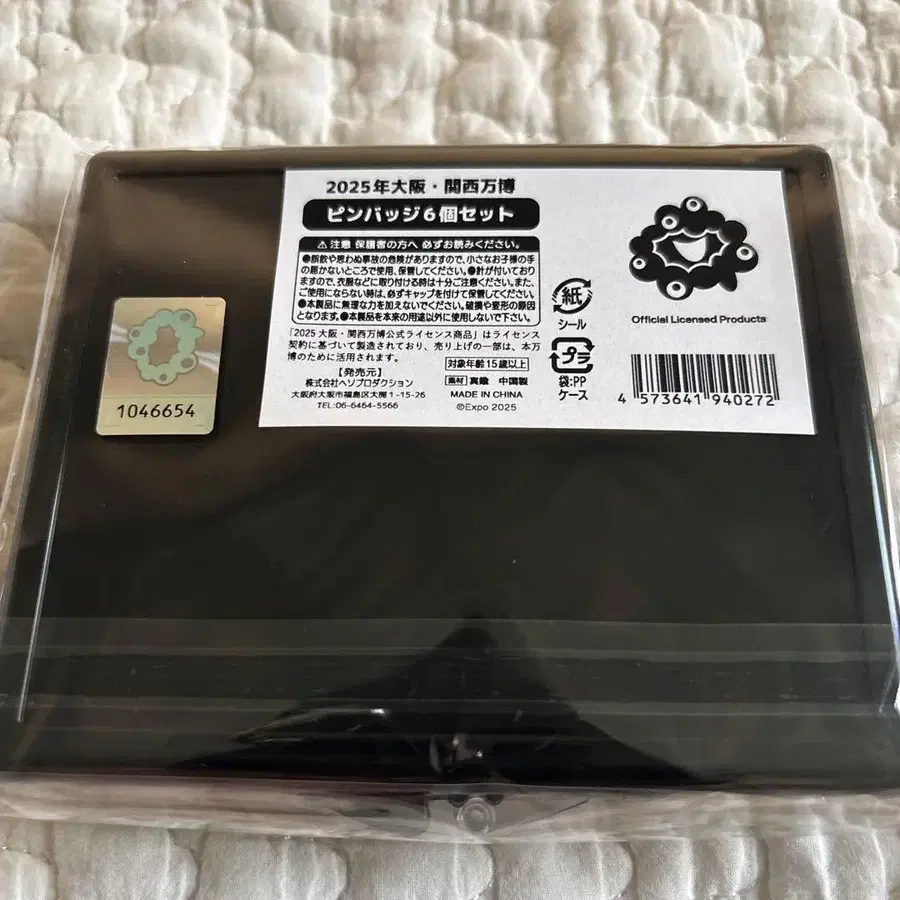 2025年大阪・関西万博
ピンバッジ6個セット
⚠注意 保護者の方へ 必ずお読みください。
●誤飲や思わぬ事故の危険がありますので、小さなお子様の手
の届かないところで使用、保管してください。●針が付いており
ますので、衣服などに取り付ける時は十分ご注意ください。また、
ご使用にならない時は、必ずキャップを付けて保管してください。
●本製品に無理な力を加えないでください。破損や変形の原因
となります。●本製品を本来の用途以外に使用しないで下さい。
「2025 大阪・関西万博公式ライセンス商品」はライセンス
契約に基づいて製造されており、売り上げの一部は、本万
博のために活用されます。
【発売元】
株式会社ヘソプロダクション
大阪府大阪市福島区大開1-15-26
TEL:06-6464-5566
対象年齢15歳以上
素材 真鍮 中国製
MADE IN CHINA
©Expo 2025
紙
シール
プラ
袋:PP
ケース
Official Licensed Products
4 573641 940272
1046654